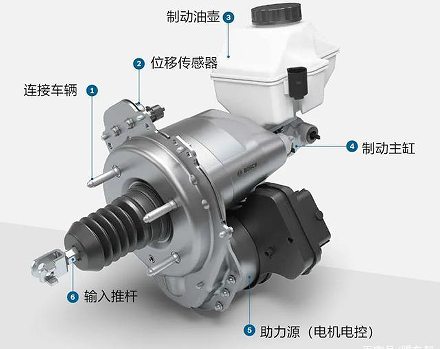 制动油壶 3
2 位移传感器
连接车辆 1
4 制动主缸
BOSCH
6 输入推杆
5 助力源（电机电控）